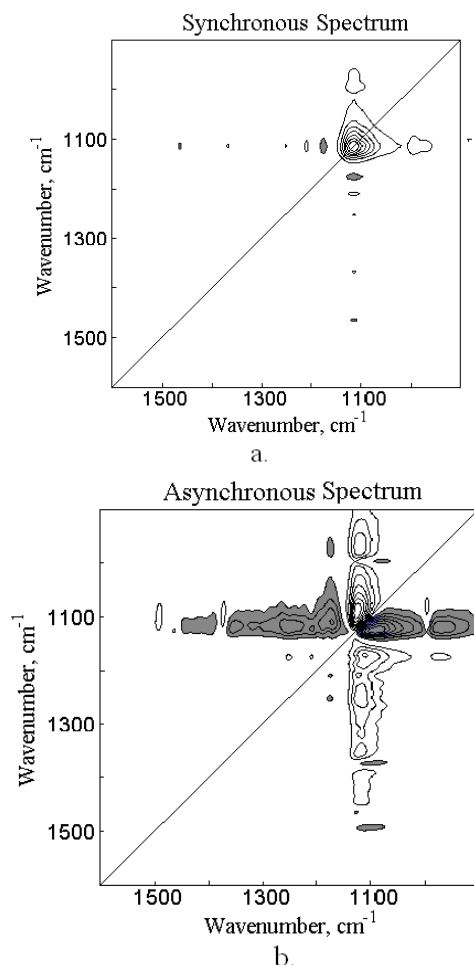 Synchronous Spectrum
Wavenumber, cm-1
1100
1300
1500
1500 1300 1100
Wavenumber, cm-1
a.
Asynchronous Spectrum
Wavenumber, cm-1
1100
1300
1500
1500 1300 1100
Wavenumber, cm-1
b.